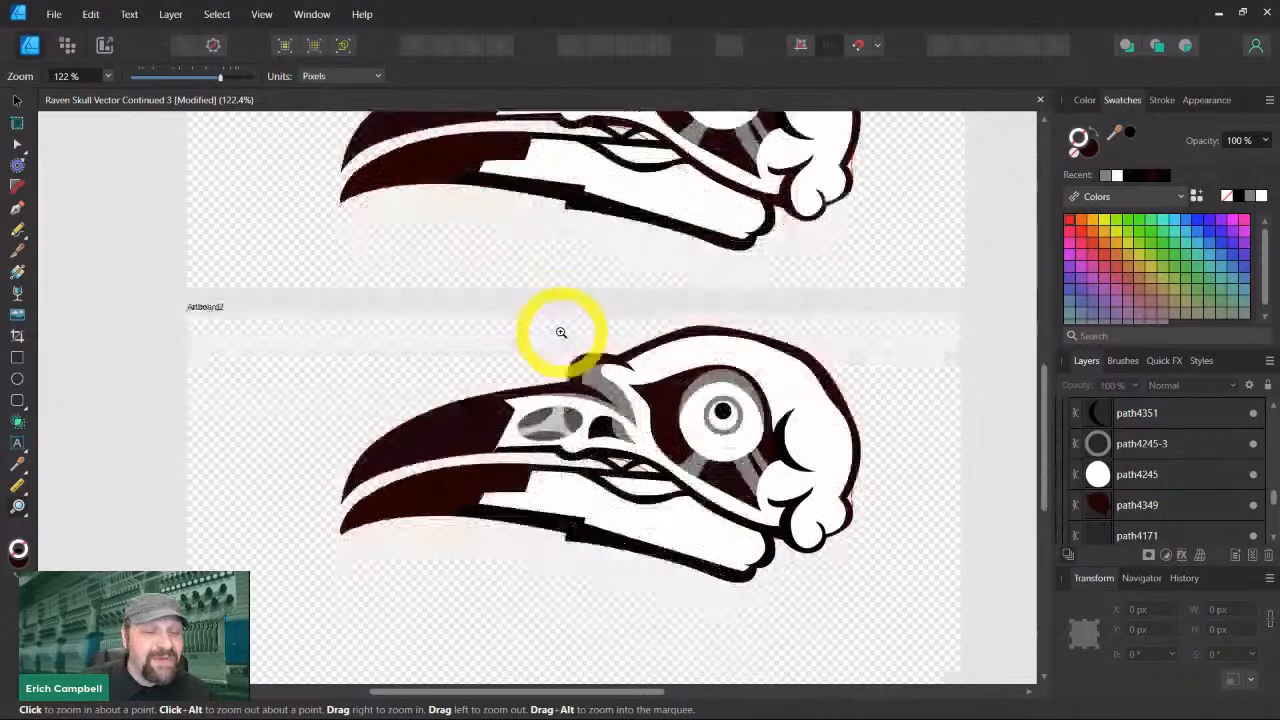 File Edit Text Layer Select View Window Help
Zoom 122 % Units: Pixels
Raven Skull Vector Continued 3 [Modified] (122.4%)
Color Swatches Stroke Appearance
Opacity: 100 %
Recent:
Colors
Search
Layers Brushes Quick FX Styles
Opacity: 100 % Normal
path4351
path4245-3
path4245
path4349
path4171
Transform Navigator History
X: 0 px W: 0 px
Y: 0 px H: 0 px
R: 0 ° S: 0 °
Erich Campbell
Click to zoom in about a point. Click+Alt to zoom out about a point. Drag right to zoom in. Drag left to zoom out. Drag+Alt to zoom into the marquee.